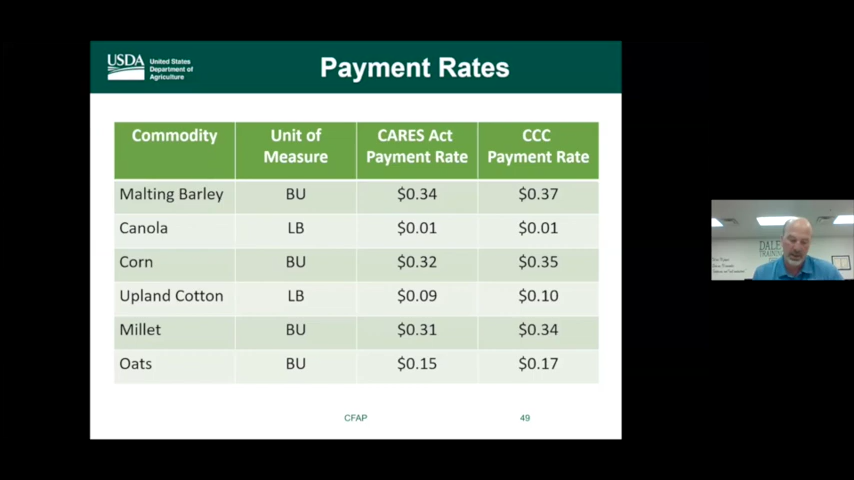 USDA
United States
Department of
Agriculture
Payment Rates
Commodity
Unit of
Measure
CARES Act
Payment Rate
CCC
Payment Rate
Malting Barley BU $0.34 $0.37
Canola LB $0.01 $0.01
Corn BU $0.32 $0.35
Upland Cotton LB $0.09 $0.10
Millet BU $0.31 $0.34
Oats BU $0.15 $0.17
CFAP 49
DALE
TRAINING